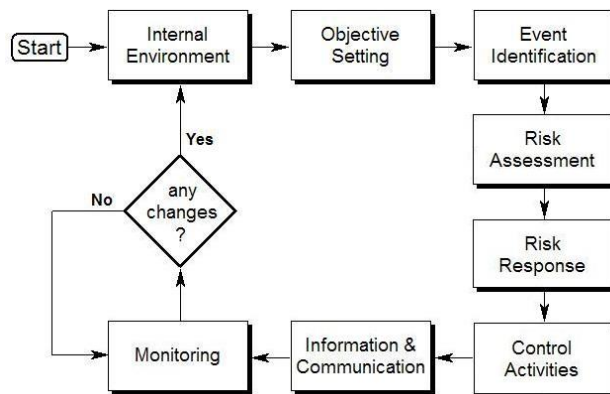 Start
Internal
Environment
Objective
Setting
Event
Identification
Risk
Assessment
Risk
Response
Control
Activities
Information &
Communication
Monitoring
any
changes
?
Yes
No